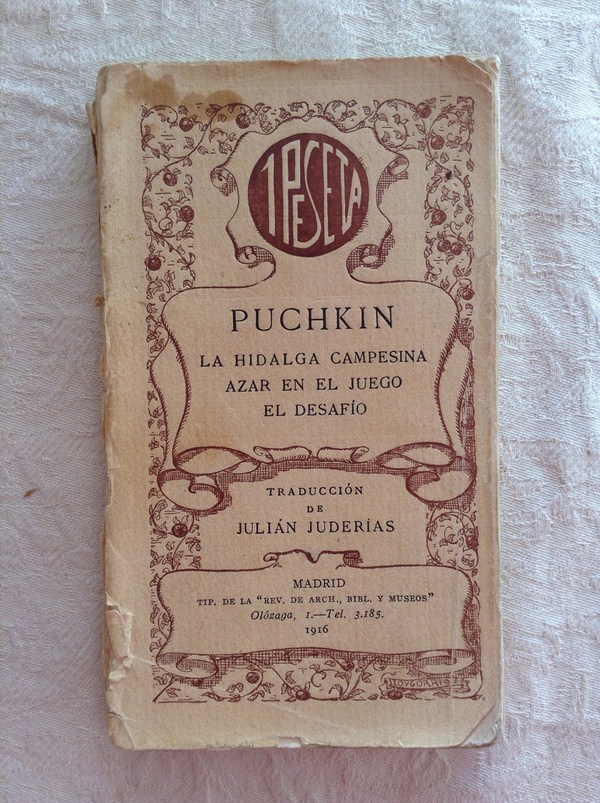 1 PESETA
PUCHKIN
LA HIDALGA CAMPESINA
AZAR EN EL JUEGO
EL DESAFÍO
TRADUCCIÓN
DE
JULIÁN JUDERÍAS
MADRID
TIP. DE LA "REV. DE ARCH., BIBL. Y MUSEOS"
Olózaga, 1.—Tel. 3.185.
1916